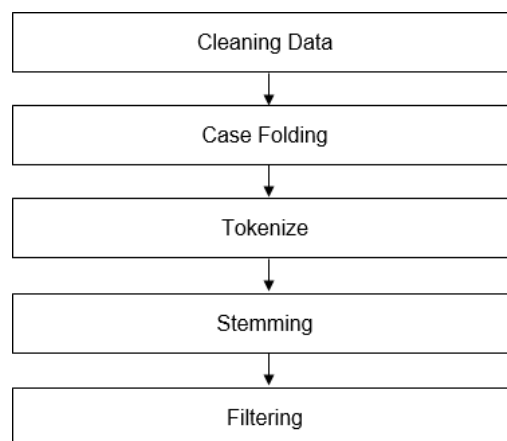 Cleaning Data
Case Folding
Tokenize
Stemming
Filtering